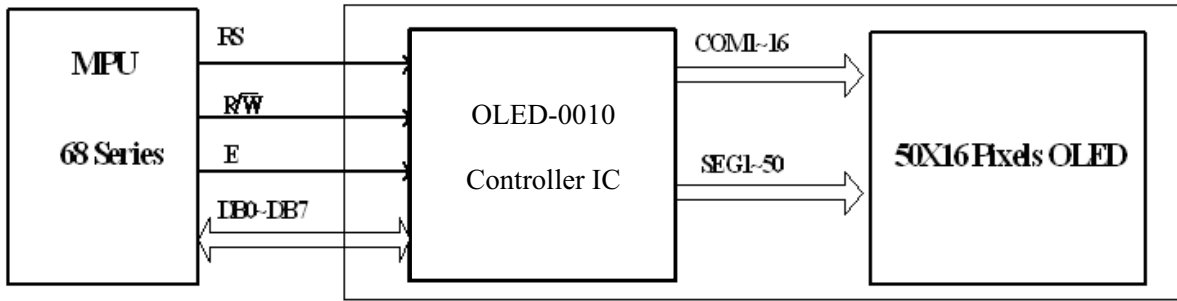 MPU
68 Series
RS
R/W̅
E
DB0~DB7
OLED-0010
Controller IC
COM1~16
SEG1~50
50X16 Pixels OLED